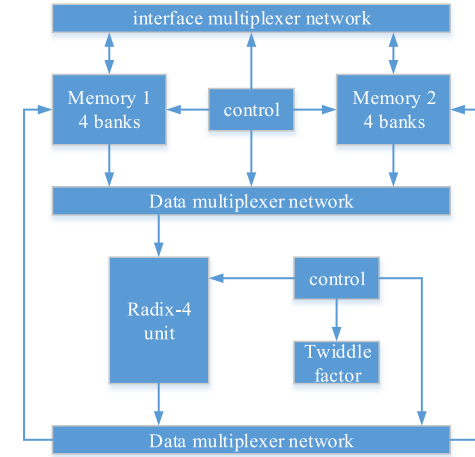 interface multiplexer network
Memory 1
4 banks
control
Memory 2
4 banks
Data multiplexer network
Radix-4
unit
control
Twiddle
factor
Data multiplexer network